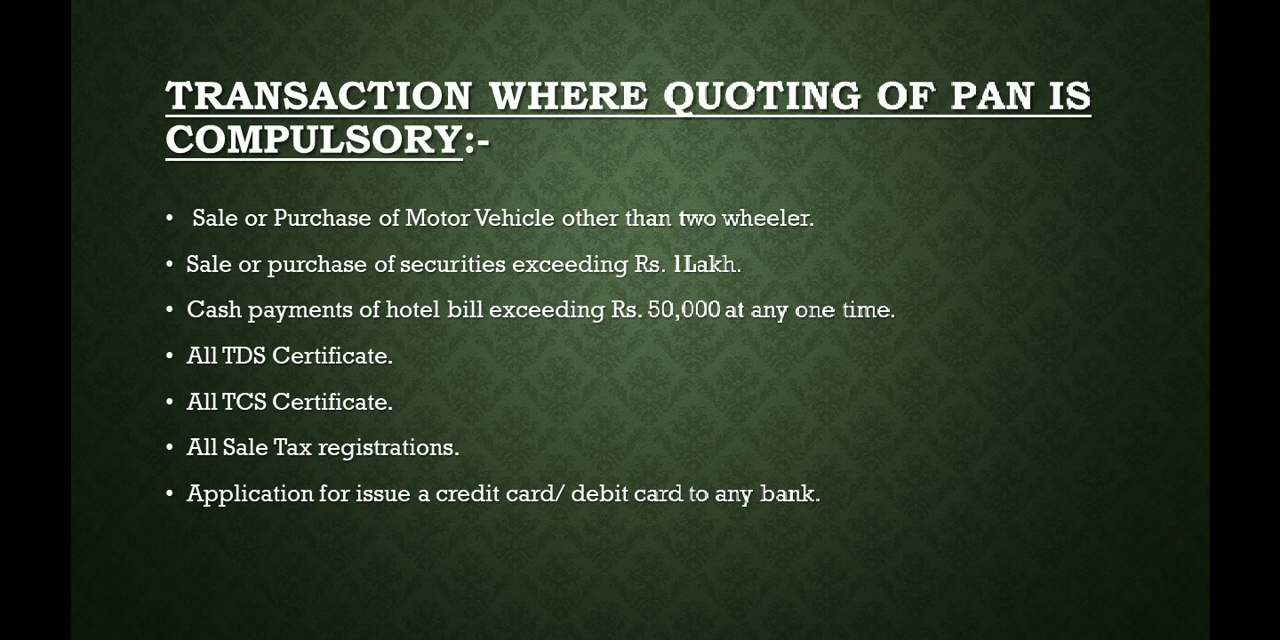 TRANSACTION WHERE QUOTING OF PAN IS
COMPULSORY:-
• Sale or Purchase of Motor Vehicle other than two wheeler.
• Sale or purchase of securities exceeding Rs. 1Lakh.
• Cash payments of hotel bill exceeding Rs. 50,000 at any one time.
• All TDS Certificate.
• All TCS Certificate.
• All Sale Tax registrations.
• Application for issue a credit card/ debit card to any bank.